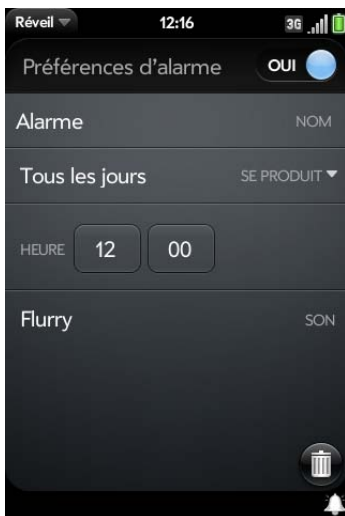 Réveil 12:16 3G
Préférences d'alarme OUI
Alarme NOM
Tous les jours SE PRODUIT
HEURE 12 00
Flurry SON